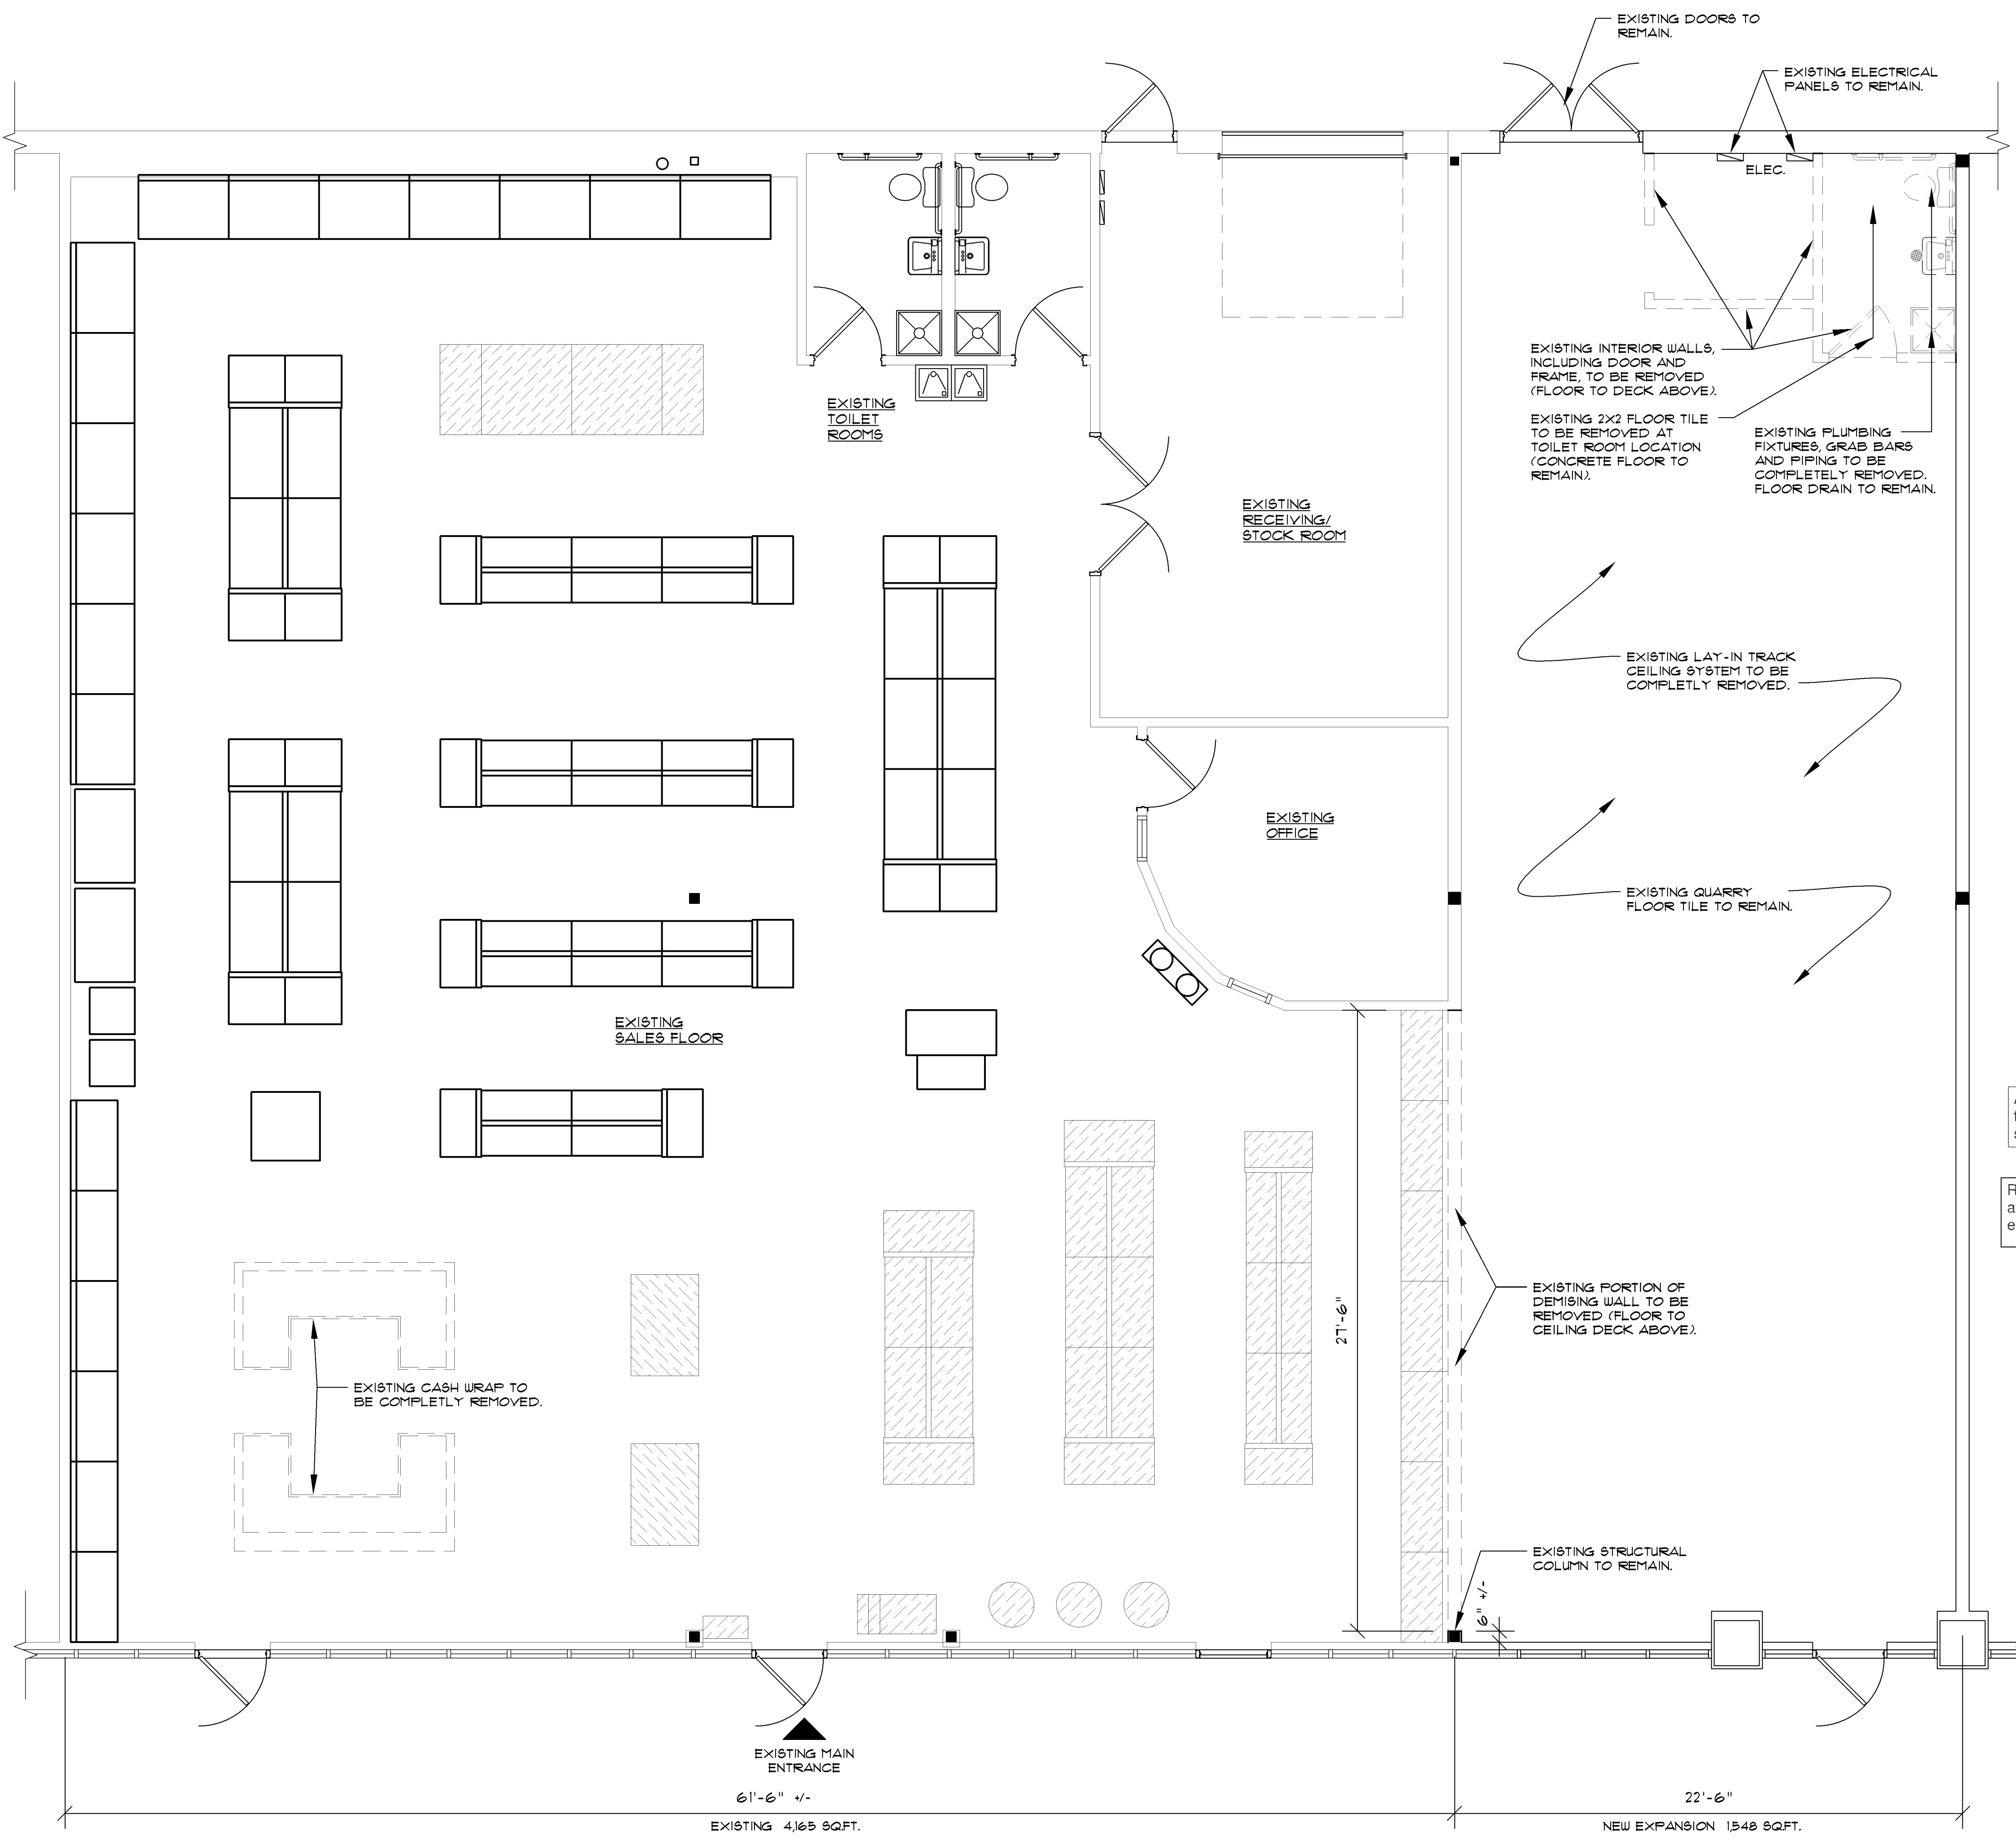 EXISTING DOORS TO
REMAIN.
EXISTING ELECTRICAL
PANELS TO REMAIN.
ELEC.
EXISTING INTERIOR WALLS,
INCLUDING DOOR AND
FRAME, TO BE REMOVED
(FLOOR TO DECK ABOVE).
EXISTING 2X2 FLOOR TILE
TO BE REMOVED AT
TOILET ROOM LOCATION
(CONCRETE FLOOR TO
REMAIN).
EXISTING PLUMBING
FIXTURES, GRAB BARS
AND PIPING TO BE
COMPLETELY REMOVED.
FLOOR DRAIN TO REMAIN.
EXISTING
TOILET
ROOMS
EXISTING
RECEIVING/
STOCK ROOM
EXISTING LAY-IN TRACK
CEILING SYSTEM TO BE
COMPLETLY REMOVED.
EXISTING
OFFICE
EXISTING QUARRY
FLOOR TILE TO REMAIN.
EXISTING
SALES FLOOR
EXISTING PORTION OF
DEMISING WALL TO BE
REMOVED (FLOOR TO
CEILING DECK ABOVE).
27'-6"
EXISTING CASH WRAP TO
BE COMPLETLY REMOVED.
EXISTING STRUCTURAL
COLUMN TO REMAIN.
6" +/-
EXISTING MAIN
ENTRANCE
61'-6" +/-
EXISTING 4,165 SQ.FT.
22'-6"
NEW EXPANSION 1,548 SQ.FT.